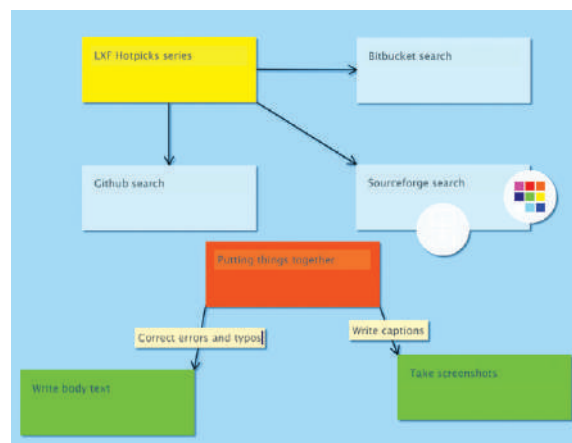 LXF Hotpicks series
Bitbucket search
Github search
Sourceforge search
Putting things together
Correct errors and typos
Write captions
Write body text
Take screenshots